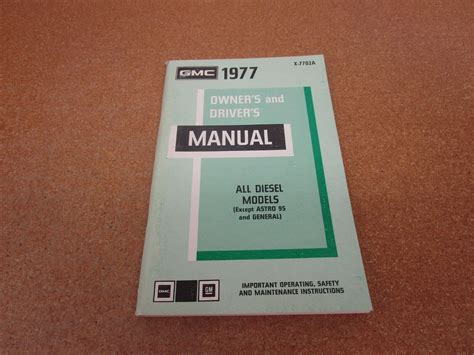 GMC 1977
X-7703A
OWNER'S and
DRIVER'S
MANUAL
ALL DIESEL
MODELS
(Except ASTRO 95
and GENERAL)
GMC
GM
IMPORTANT OPERATING, SAFETY
AND MAINTENANCE INSTRUCTIONS